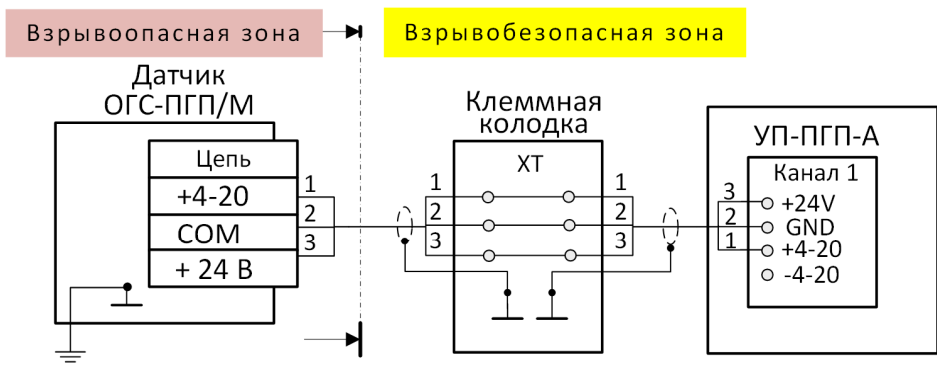 Взрывоопасная зона
Взрывобезопасная зона
Датчик
ОГС-ПГП/М
Цепь
+4-20
COM
+ 24 В
1
2
3
Клеммная
колодка
XT
1
2
3
1
2
3
УП-ПГП-А
Канал 1
3
2
1
+24V
GND
+4-20
-4-20